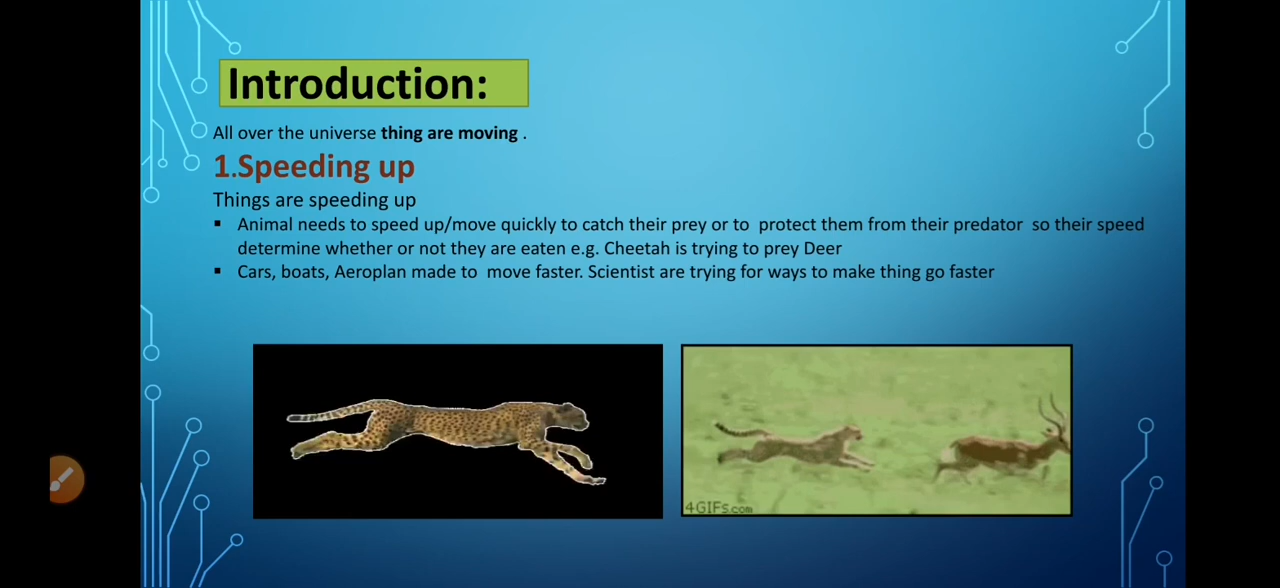 Introduction:
All over the universe thing are moving .
1.Speeding up
Things are speeding up
▪ Animal needs to speed up/move quickly to catch their prey or to protect them from their predator so their speed
determine whether or not they are eaten e.g. Cheetah is trying to prey Deer
▪ Cars, boats, Aeroplan made to move faster. Scientist are trying for ways to make thing go faster
4GIFs.com